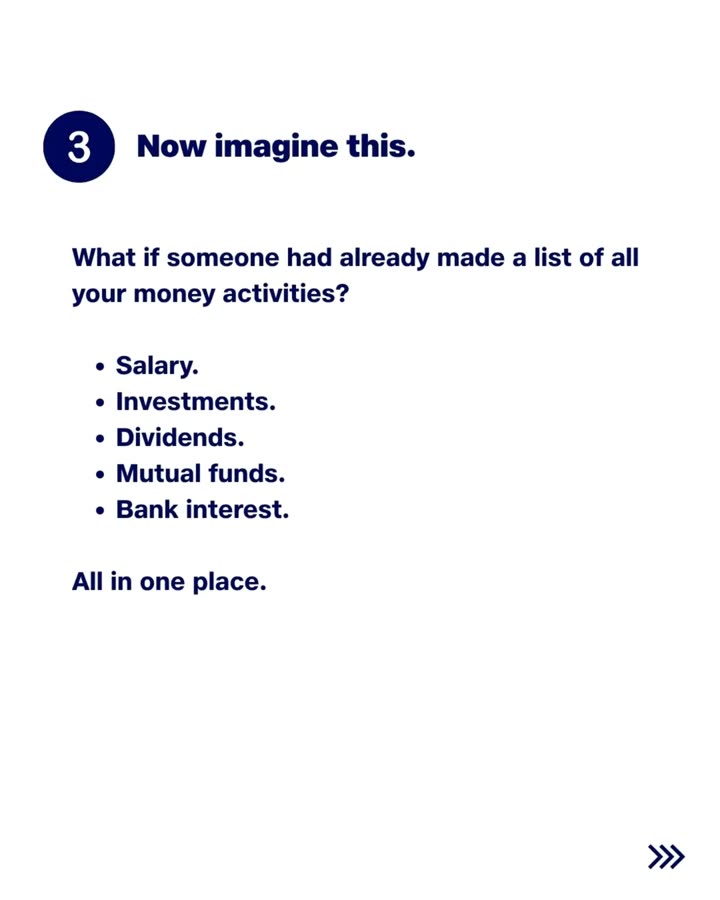 3 Now imagine this.
What if someone had already made a list of all
your money activities?
• Salary.
• Investments.
• Dividends.
• Mutual funds.
• Bank interest.
All in one place.